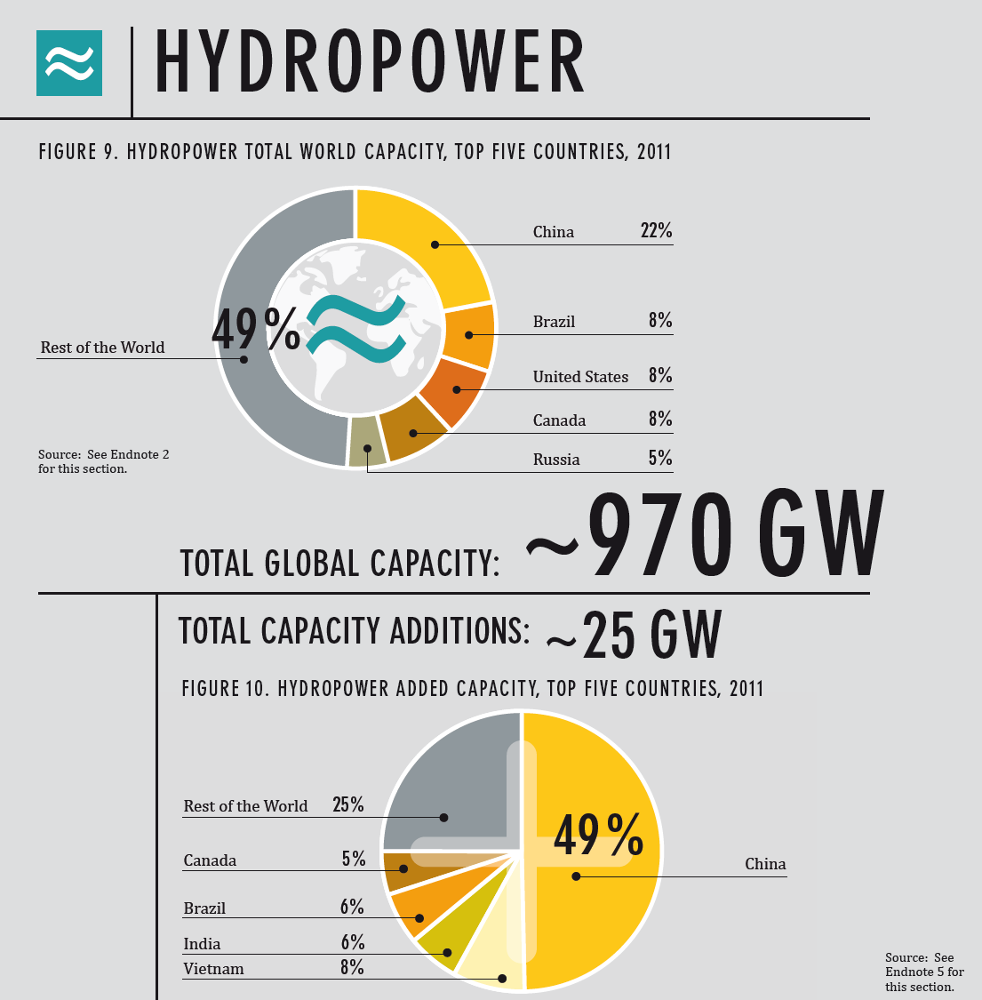 HYDROPOWER
FIGURE 9. HYDROPOWER TOTAL WORLD CAPACITY, TOP FIVE COUNTRIES, 2011
China 22%
Brazil 8%
49%
Rest of the World
United States 8%
Canada 8%
Source: See Endnote 2
for this section.
Russia 5%
TOTAL GLOBAL CAPACITY: ~970 GW
TOTAL CAPACITY ADDITIONS: ~25 GW
FIGURE 10. HYDROPOWER ADDED CAPACITY, TOP FIVE COUNTRIES, 2011
Rest of the World 25%
49%
Canada 5%
China
Brazil 6%
India 6%
Vietnam 8%
Source: See
Endnote 5 for
this section.